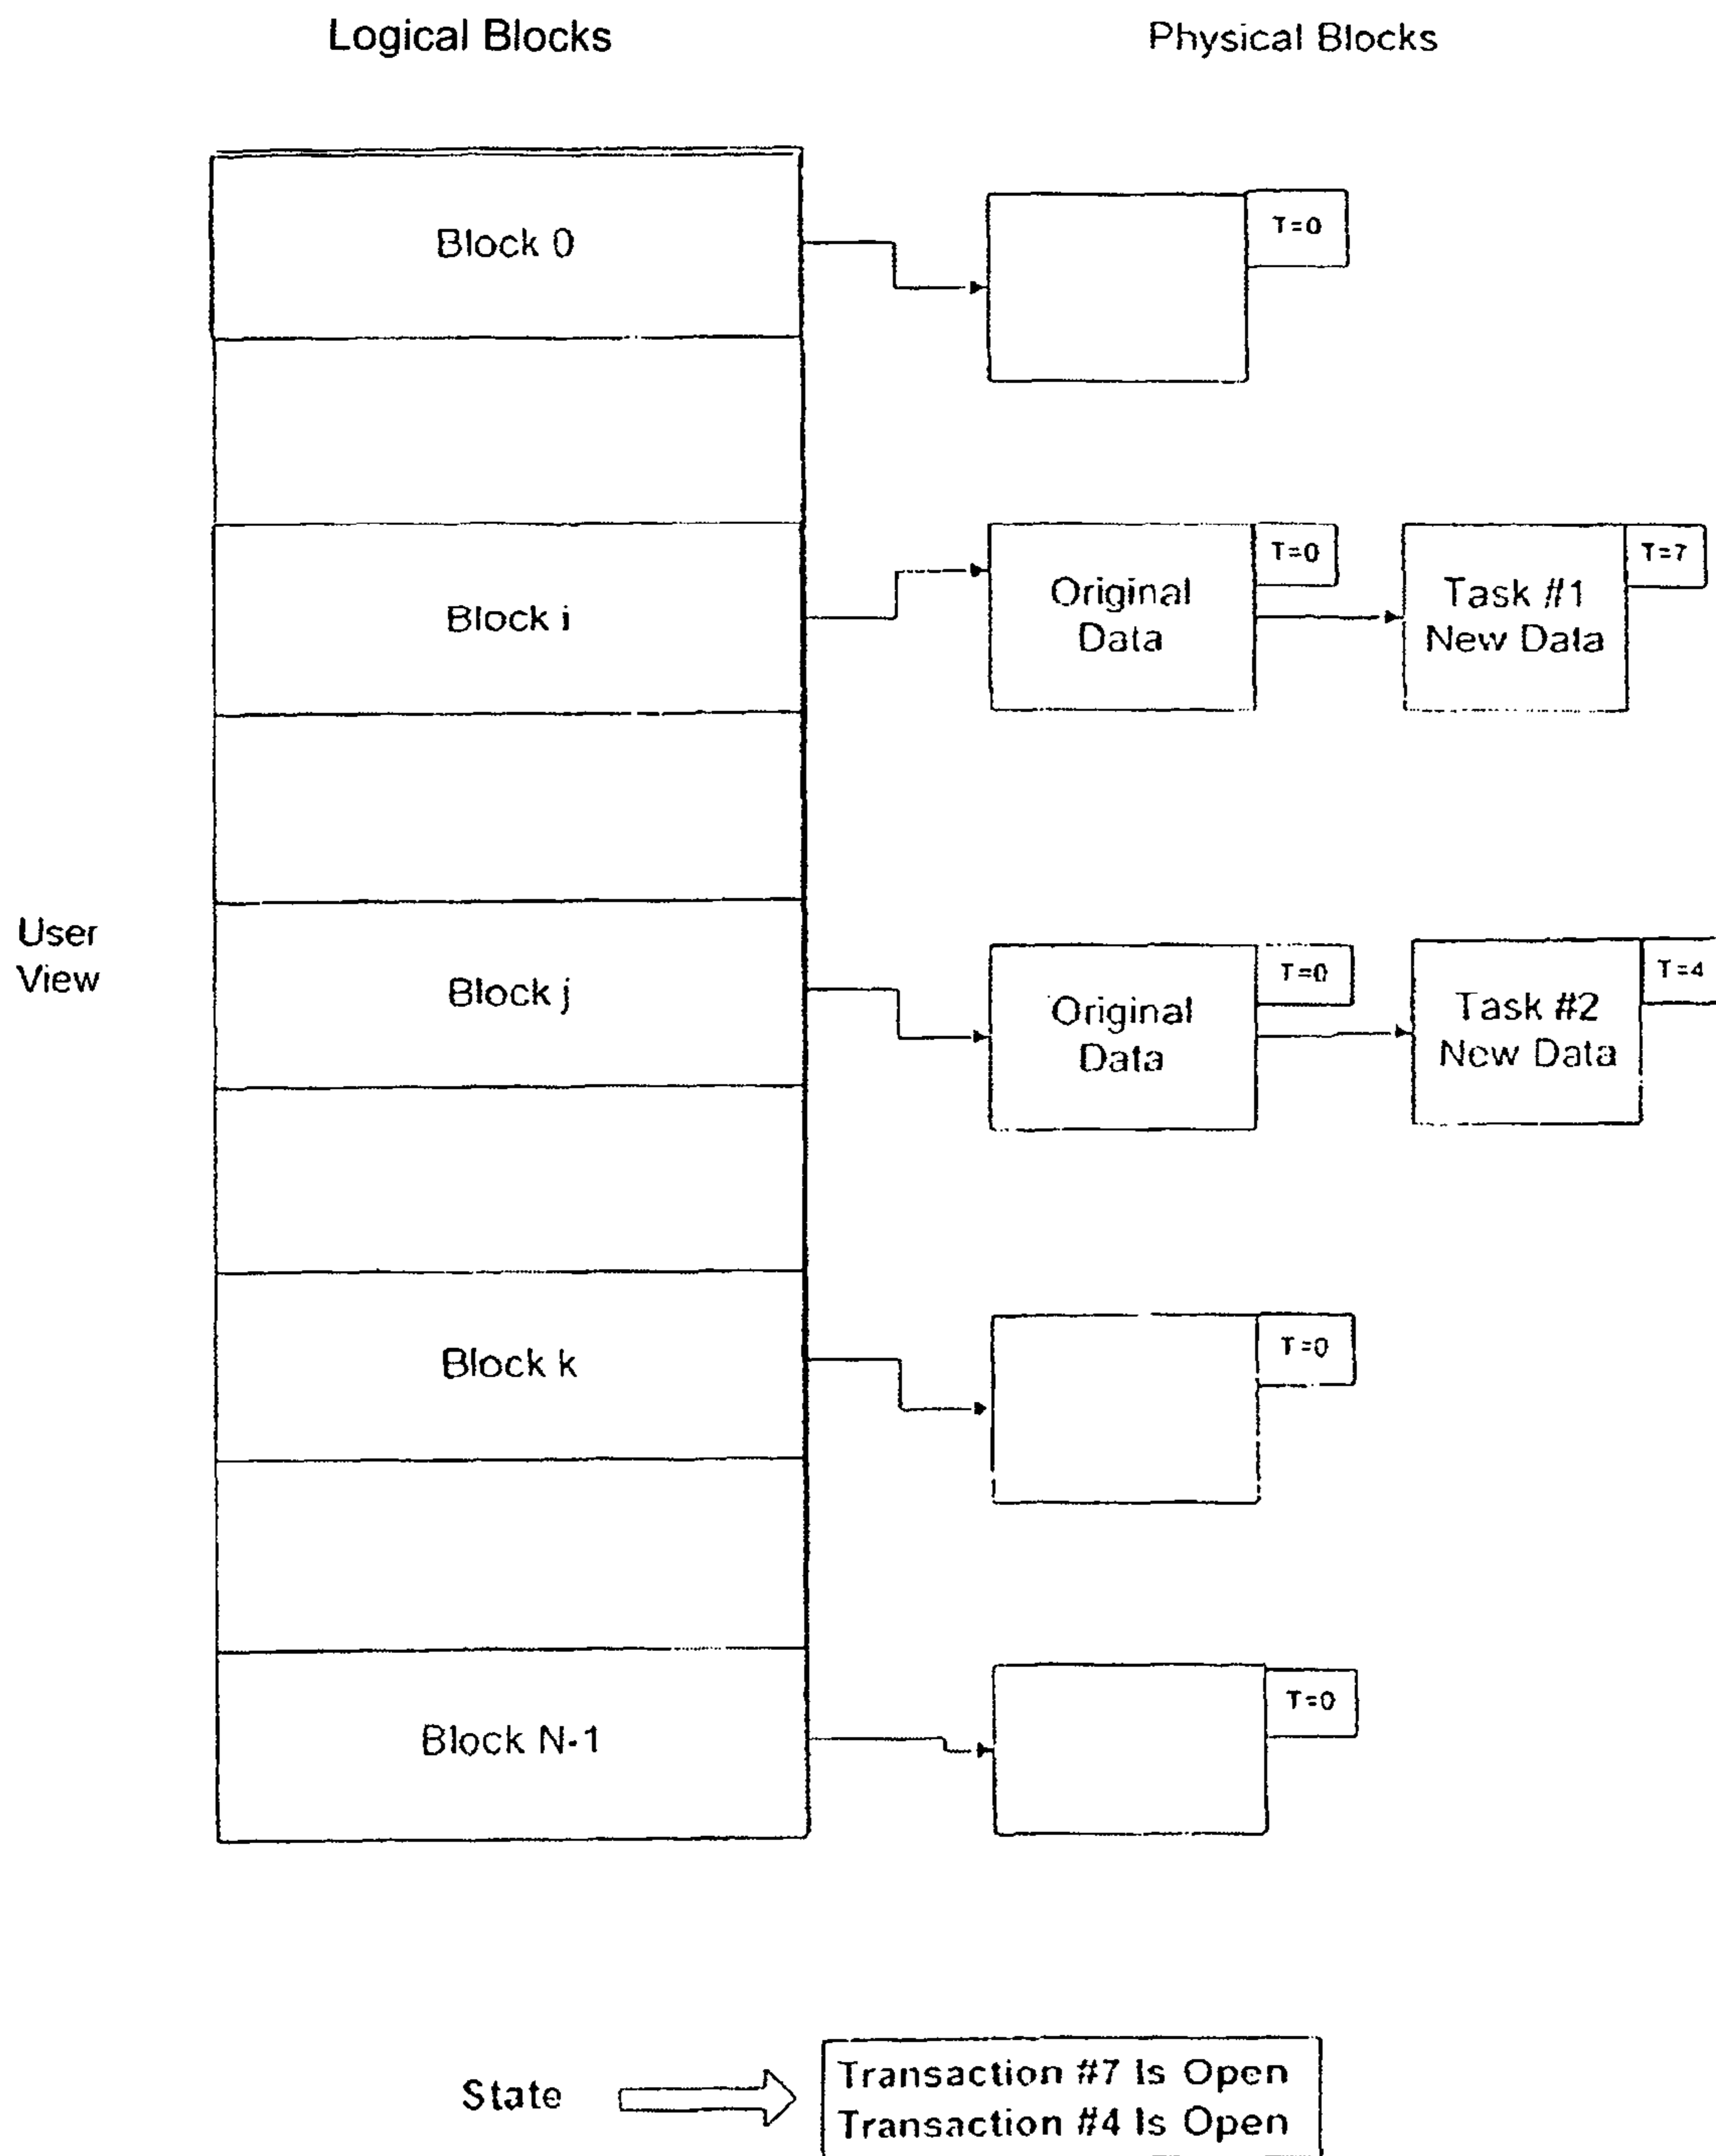 Logical Blocks
Physical Blocks
Block 0
T=0
Block i
Original
Data
T=0
Task #1
New Data
T=7
User
View
Block j
Original
Data
T=0
Task #2
New Data
T=4
Block k
T=0
Block N-1
T=0
State
Transaction #7 Is Open
Transaction #4 Is Open